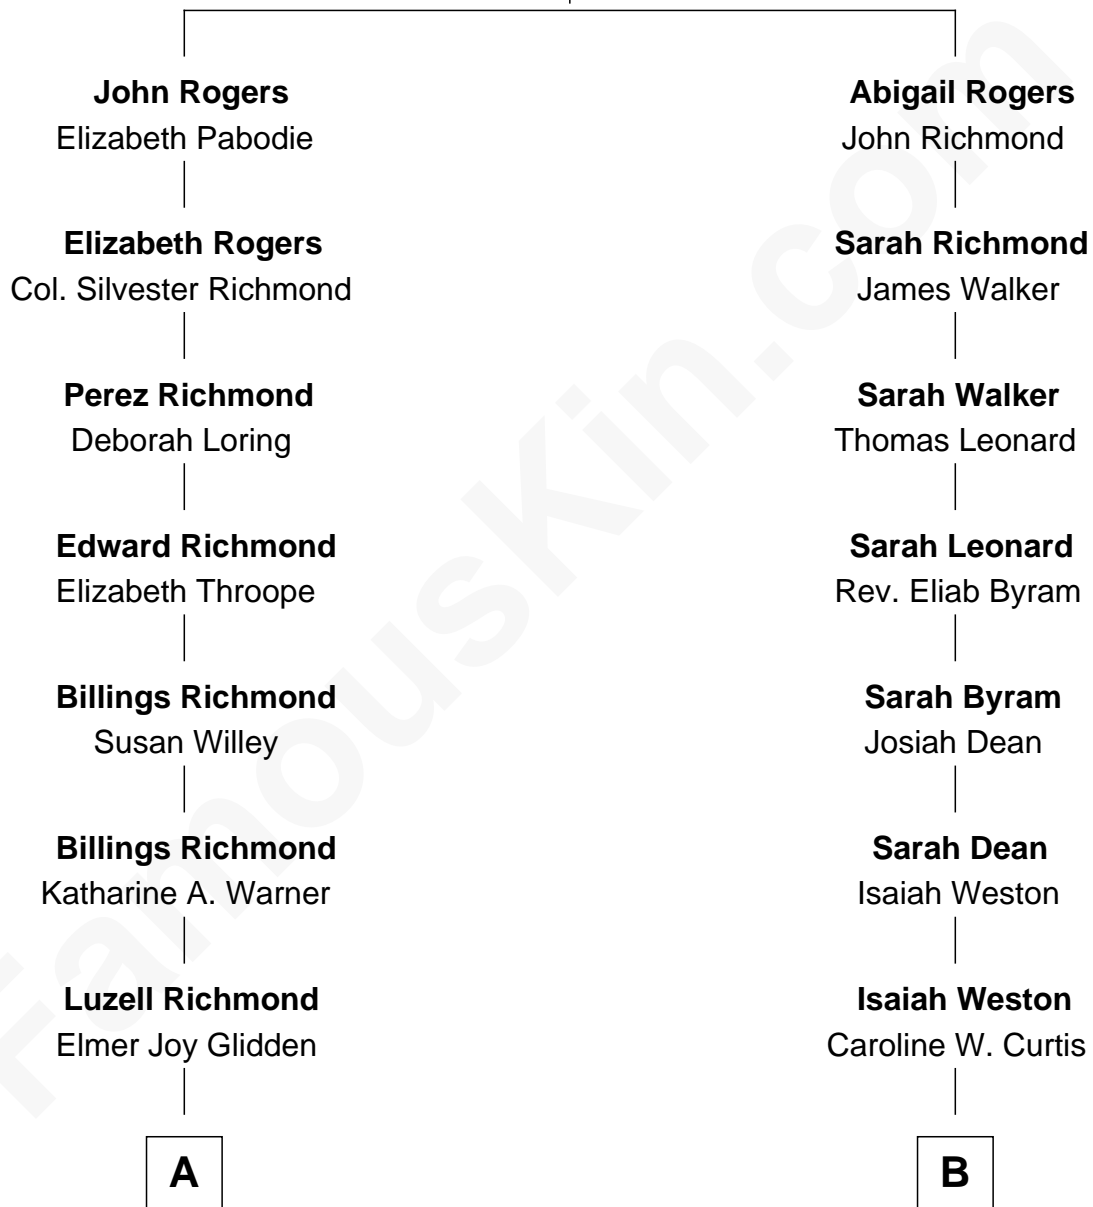 John Rogers
Elizabeth Pabodie
Elizabeth Rogers
Col. Silvester Richmond
Perez Richmond
Deborah Loring
Edward Richmond
Elizabeth Throope
Billings Richmond
Susan Willey
Billings Richmond
Katharine A. Warner
Luzell Richmond
Elmer Joy Glidden
A
Abigail Rogers
John Richmond
Sarah Richmond
James Walker
Sarah Walker
Thomas Leonard
Sarah Leonard
Rev. Eliab Byram
Sarah Byram
Josiah Dean
Sarah Dean
Isaiah Weston
Isaiah Weston
Caroline W. Curtis
B
FamousKin.com